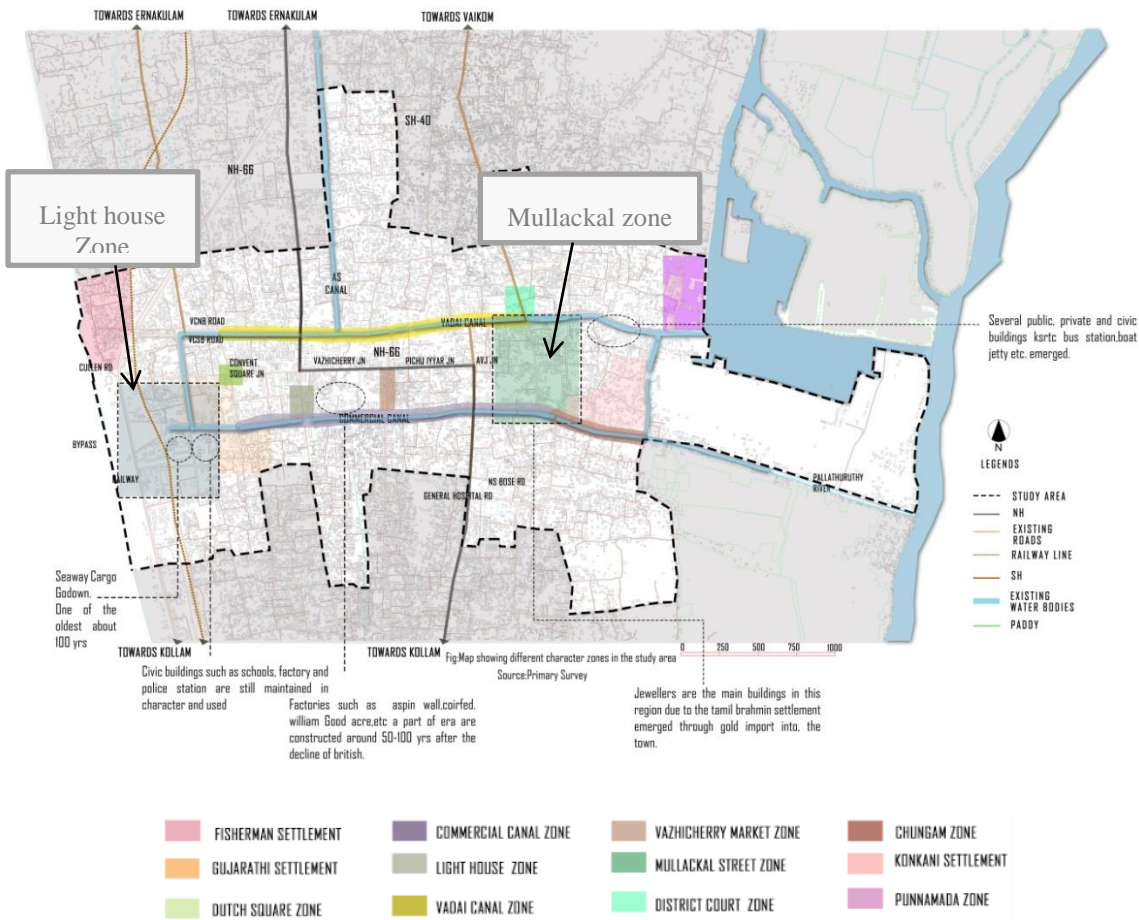 TOWARDS ERNAKULAM
TOWARDS ERNAKULAM
TOWARDS VAIKOM
SH-40
NH-66
Light house
Zone
Mullackal zone
AS
CANAL
VCNB ROAD
VADAI CANAL
VCSB ROAD
Several public, private and civic
buildings ksrtc bus station,boat
jetty etc. emerged.
NH-66
CULLEN RD
CONVENT
SQUARE JN
VAZHICHERRY JN
PICHU IYYAR JN
AVJ JN
COMMERCIAL CANAL
BYPASS
RAILWAY
N
LEGENDS
GENERAL HOSPITAL RD
NS BOSE RD
PALLATHURUTHY
RIVER
STUDY AREA
NH
EXISTING
ROADS
RAILWAY LINE
SH
EXISTING
WATER BODIES
PADDY
Seaway Cargo
Godown.
One of the
oldest about
100 yrs
TOWARDS KOLLAM
TOWARDS KOLLAM
0 250 500 750 1000
Fig:Map showing different character zones in the study area
Source:Primary Survey
Civic buildings such as schools, factory and
police station are still maintained in
character and used
Factories such as aspin wall,coirfed,
william Good acre,etc a part of era are
constructed around 50-100 yrs after the
decline of british.
Jewellers are the main buildings in this
region due to the tamil brahmin settlement
emerged through gold import into, the
town.
FISHERMAN SETTLEMENT
COMMERCIAL CANAL ZONE
VAZHICHERRY MARKET ZONE
CHUNGAM ZONE
GUJARATHI SETTLEMENT
LIGHT HOUSE ZONE
MULLACKAL STREET ZONE
KONKANI SETTLEMENT
DUTCH SQUARE ZONE
VADAI CANAL ZONE
DISTRICT COURT ZONE
PUNNAMADA ZONE